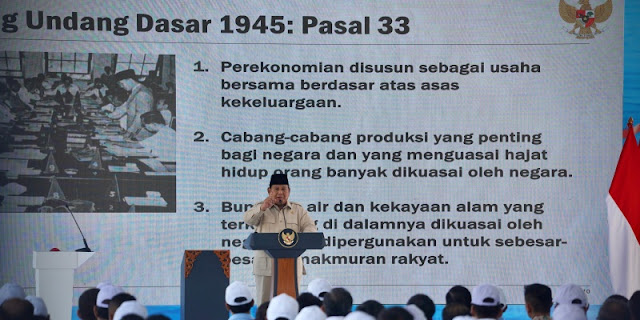 g Undang Dasar 1945: Pasal 33
1. Perekonomian disusun sebagai usaha
bersama berdasar atas asas
kekeluargaan.
2. Cabang-cabang produksi yang penting
bagi negara dan yang menguasai hajat
hidup orang banyak dikuasai oleh negara.
3. Bu air dan kekayaan alam yang
ter g di dalamnya dikuasai oleh
ne dipergunakan untuk sebesar-
besa makmuran rakyat.